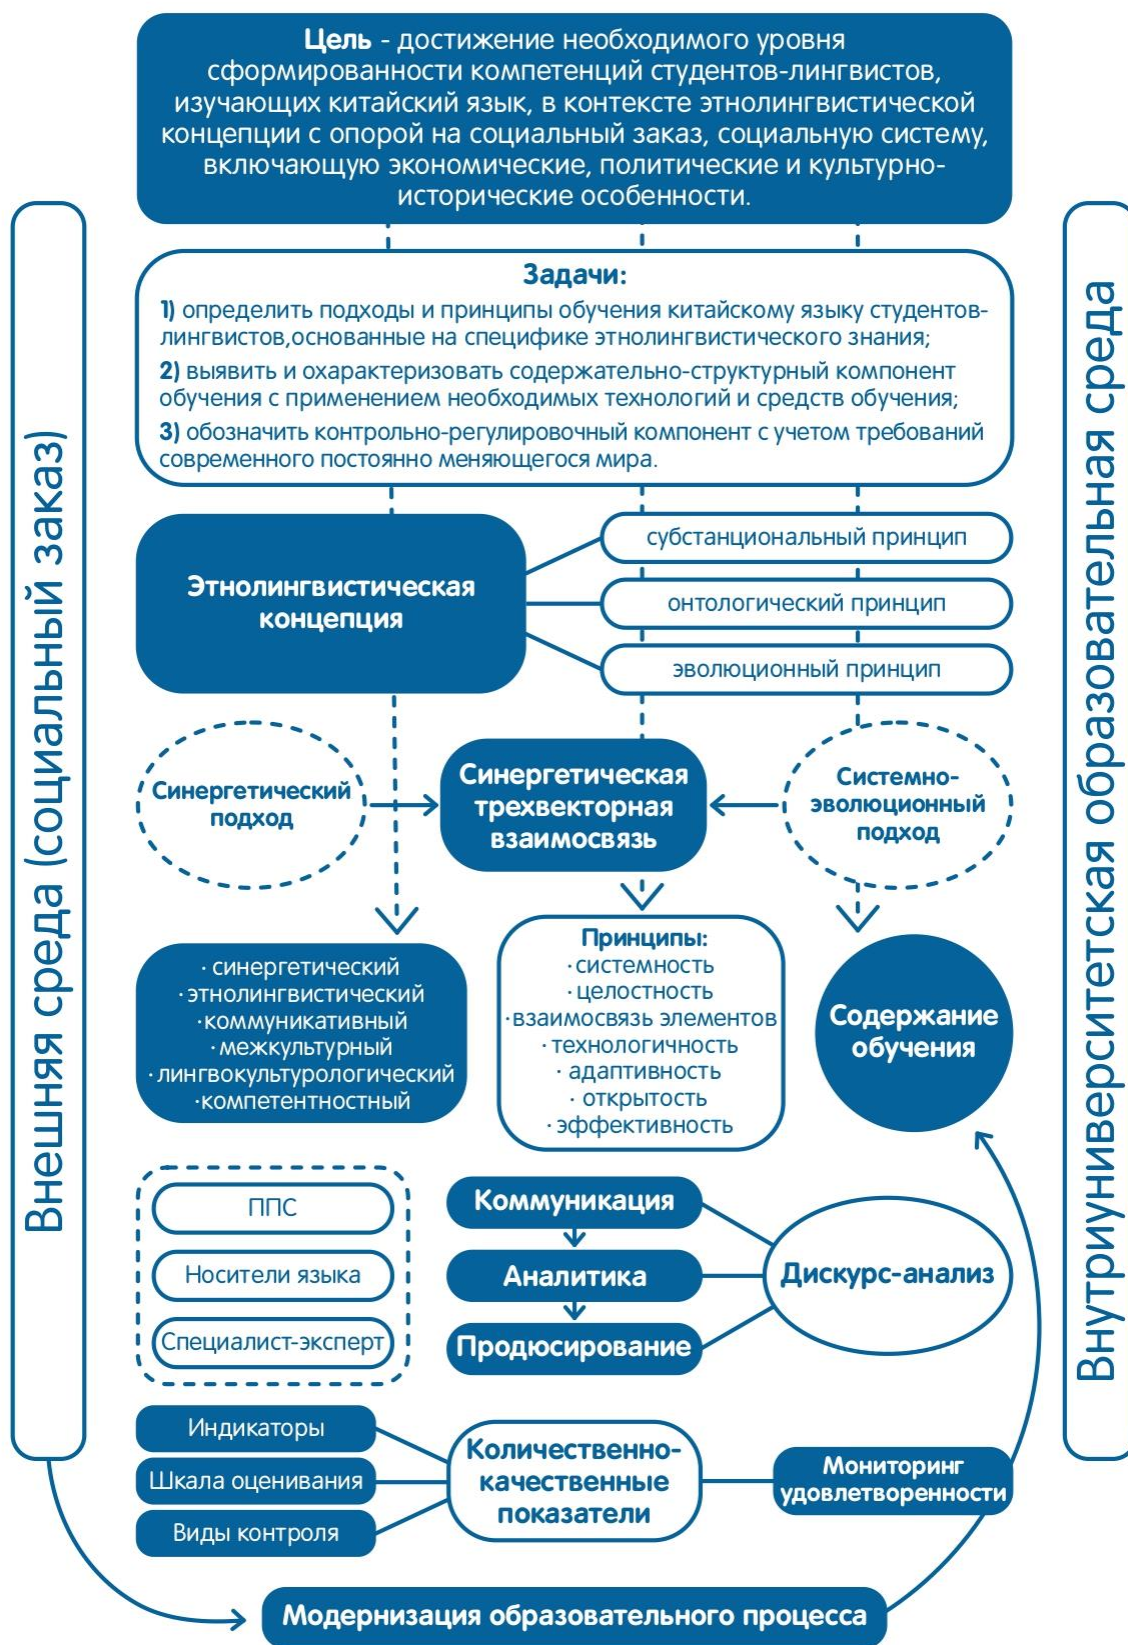 Цель - достижение необходимого уровня
сформированности компетенций студентов-лингвистов,
изучающих китайский язык, в контексте этнолингвистической
концепции с опорой на социальный заказ, социальную систему,
включающую экономические, политические и культурно-
исторические особенности.
Внешняя среда (социальный заказ)
Внутриуниверситетская образовательная среда
Задачи:
1) определить подходы и принципы обучения китайскому языку студентов-
лингвистов,основанные на специфике этнолингвистического знания;
2) выявить и охарактеризовать содержательно-структурный компонент
обучения с применением необходимых технологий и средств обучения;
3) обозначить контрольно-регулировочный компонент с учетом требований
современного постоянно меняющегося мира.
Этнолингвистическая
концепция
субстанциональный принцип
онтологический принцип
эволюционный принцип
Синергетический
подход
Синергетическая
трехвекторная
взаимосвязь
Системно-
эволюционный
подход
· синергетический
· этнолингвистический
· коммуникативный
· межкультурный
· лингвокультурологический
· компетентностный
Принципы:
· системность
· целостность
· взаимосвязь элементов
· технологичность
· адаптивность
· открытость
· эффективность
Содержание
обучения
ППС
Носители языка
Специалист-эксперт
Коммуникация
Аналитика
Продюсирование
Дискурс-анализ
Индикаторы
Шкала оценивания
Виды контроля
Количественно-
качественные
показатели
Мониторинг
удовлетворенности
Модернизация образовательного процесса